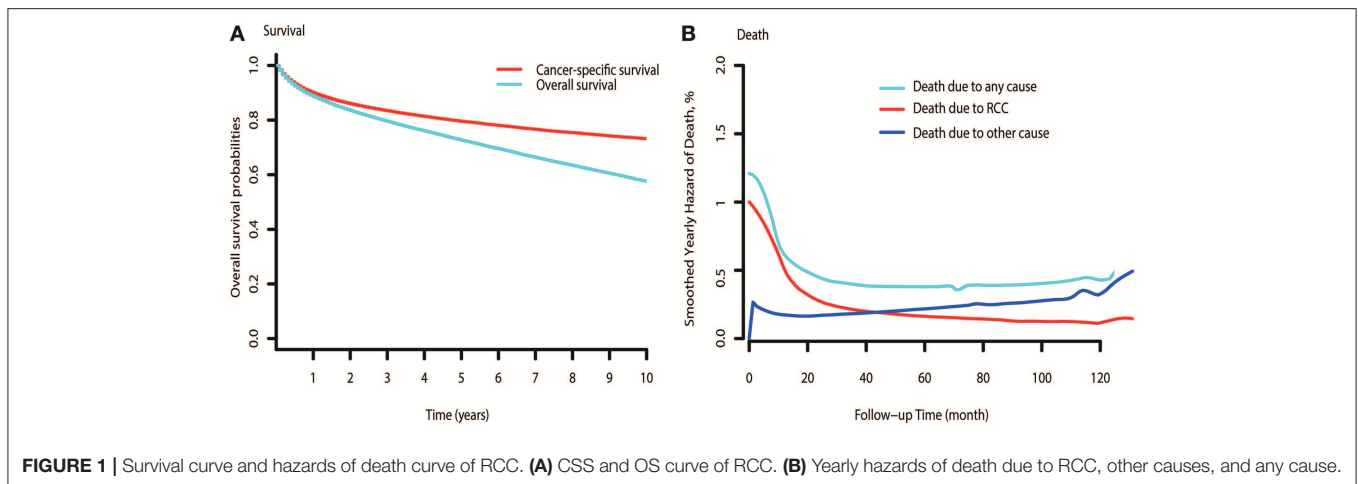 A Survival
Cancer-specific survival
Overall survival
Overall survival probabilities
1.0
0.8
0.6
0.4
0.2
0.0
1 2 3 4 5 6 7 8 9 10
Time (years)
B Death
Death due to any cause
Death due to RCC
Death due to other cause
Smoothed Yearly Hazard of Death, %
2.0
1.5
1
0.5
0.0
0 20 40 60 80 100 120
Follow-up Time (month)
FIGURE 1 | Survival curve and hazards of death curve of RCC. (A) CSS and OS curve of RCC. (B) Yearly hazards of death due to RCC, other causes, and any cause.